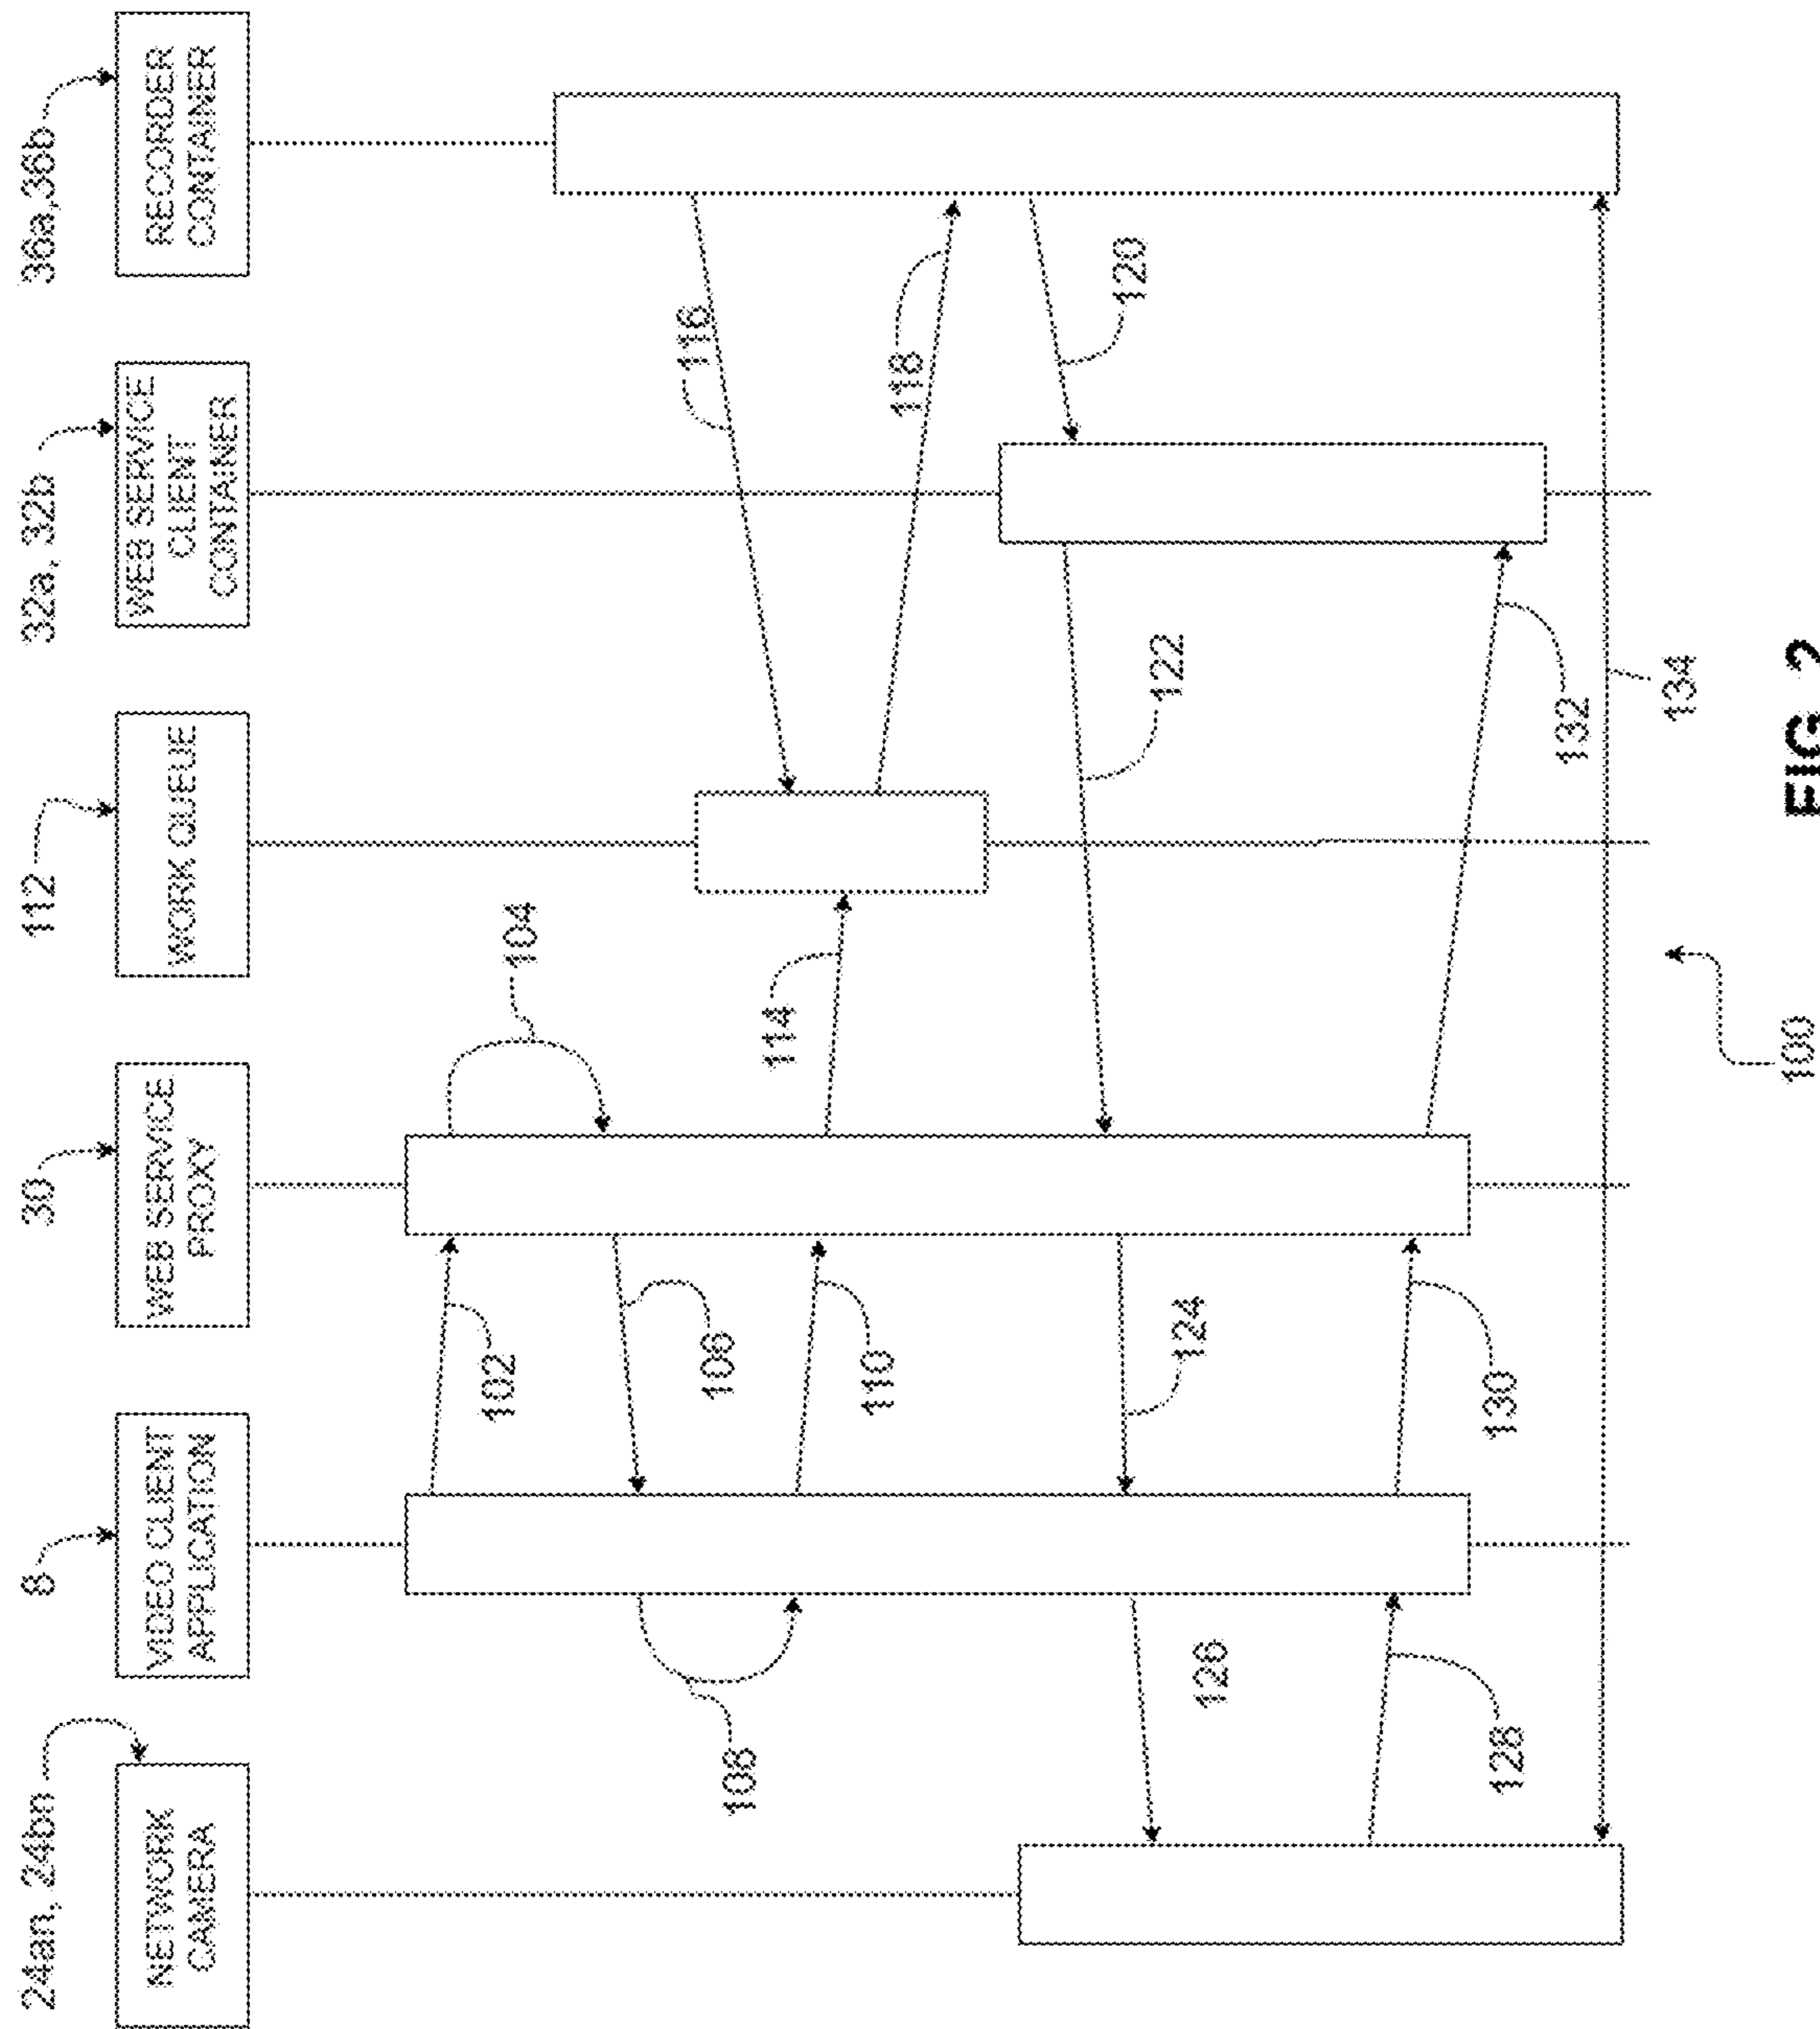 24an, 24bn
8
30
112
32a, 32b
36a,36b
NETWORK
CAMERA
VIDEO CLIENT
APPLICATION
WEB SERVICE
PROXY
WORK QUEUE
WEB SERVICE
CLIENT
CONTAINER
RECORDER
CONTAINER
102
104
116
106
108
114
110
118
120
122
124
126
130
128
132
134
100
FIG. 2